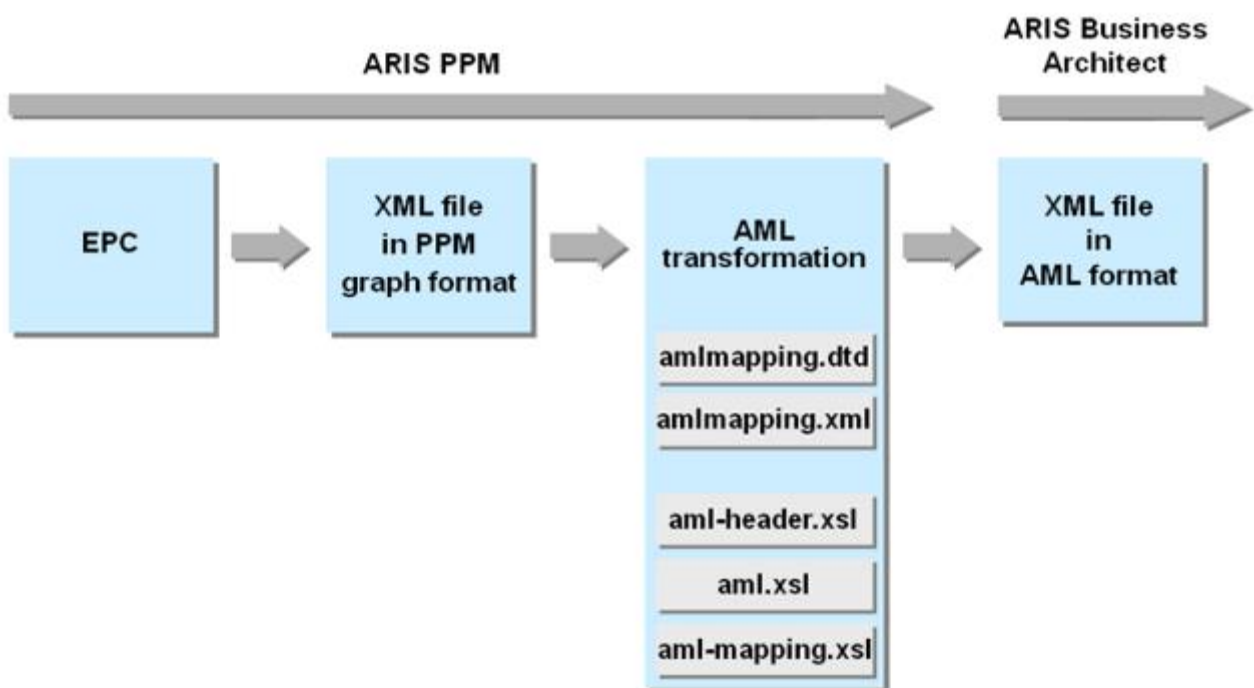 ARIS PPM
ARIS Business
Architect
EPC
XML file
in PPM
graph format
AML
transformation
amlmapping.dtd
amlmapping.xml
aml-header.xsl
aml.xsl
aml-mapping.xsl
XML file
in
AML format